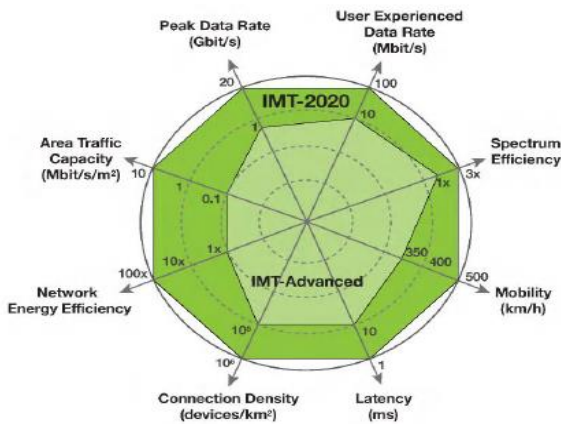 Peak Data Rate
(Gbit/s)
User Experienced
Data Rate
(Mbit/s)
20
100
IMT-2020
1
10
Area Traffic
Capacity
(Mbit/s/m²)
10
1
0.1
Spectrum
Efficiency
3x
1x
350
400
500
Mobility
(km/h)
1x
10x
100x
Network
Energy Efficiency
IMT-Advanced
10
1
10⁶
Connection Density
(devices/km²)
Latency
(ms)